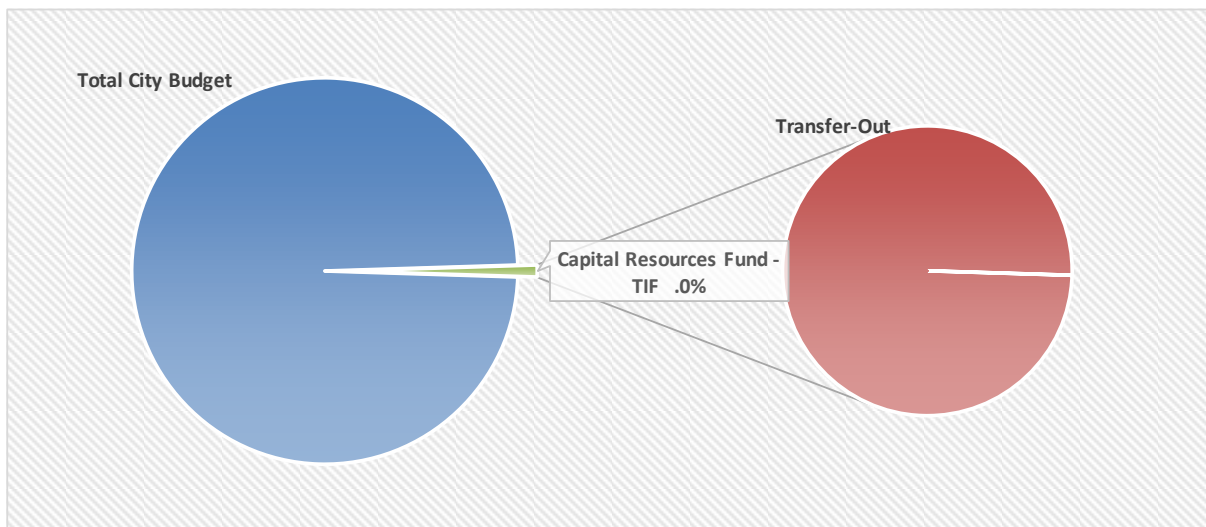 Total City Budget
Transfer-Out
Capital Resources Fund -
TIF .0%